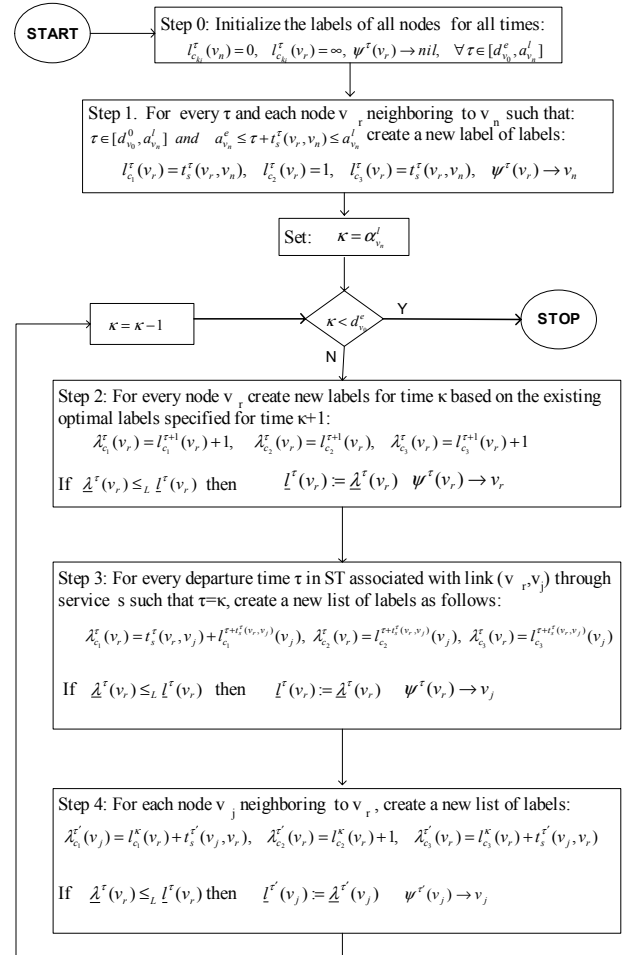 START
Step 0: Initialize the labels of all nodes for all times:
l^τ_{c_{ki}}(v_n)=0, l^τ_{c_{ki}}(v_r)=∞, ψ^τ(v_r)→nil, ∀τ∈[d^e_{v_0}, a^l_{v_n}]
Step 1. For every τ and each node v_r neighboring to v_n such that:
τ∈[d^0_{v_0}, a^l_{v_n}] and a^e_{v_n} ≤ τ+t^τ_s(v_r,v_n) ≤ a^l_{v_n} create a new label of labels:
l^τ_{c_1}(v_r)=t^τ_s(v_r,v_n), l^τ_{c_2}(v_r)=1, l^τ_{c_3}(v_r)=t^τ_s(v_r,v_n), ψ^τ(v_r)→v_n
Set: κ=α^l_{v_n}
κ=κ−1
κ<d^e_{v_0}
Y
STOP
N
Step 2: For every node v_r create new labels for time κ based on the existing
optimal labels specified for time κ+1:
λ^τ_{c_1}(v_r)=l^{τ+1}_{c_1}(v_r)+1, λ^τ_{c_2}(v_r)=l^{τ+1}_{c_2}(v_r), λ^τ_{c_3}(v_r)=l^{τ+1}_{c_3}(v_r)+1
If λ^τ(v_r) ≤_L l^τ(v_r) then l^τ(v_r):=λ^τ(v_r) ψ^τ(v_r)→v_r
Step 3: For every departure time τ in ST associated with link (v_r,v_j) through
service s such that τ=κ, create a new list of labels as follows:
λ^τ_{c_1}(v_r)=t^τ_s(v_r,v_j)+l^{τ+t^τ_s(v_r,v_j)}_{c_1}(v_j), λ^τ_{c_2}(v_r)=l^{τ+t^τ_s(v_r,v_j)}_{c_2}(v_j), λ^τ_{c_3}(v_r)=l^{τ+t^τ_s(v_r,v_j)}_{c_3}(v_j)
If λ^τ(v_r) ≤_L l^τ(v_r) then l^τ(v_r):=λ^τ(v_r) ψ^τ(v_r)→v_j
Step 4: For each node v_j neighboring to v_r, create a new list of labels:
λ^{τ'}_{c_1}(v_j)=l^κ_{c_1}(v_r)+t^{τ'}_s(v_j,v_r), λ^{τ'}_{c_2}(v_r)=l^κ_{c_2}(v_r)+1, λ^{τ'}_{c_3}(v_r)=l^κ_{c_3}(v_r)+t^{τ'}_s(v_j,v_r)
If λ^τ(v_r) ≤_L l^τ(v_r) then l^{τ'}(v_j):=λ^{τ'}(v_j) ψ^{τ'}(v_j)→v_j